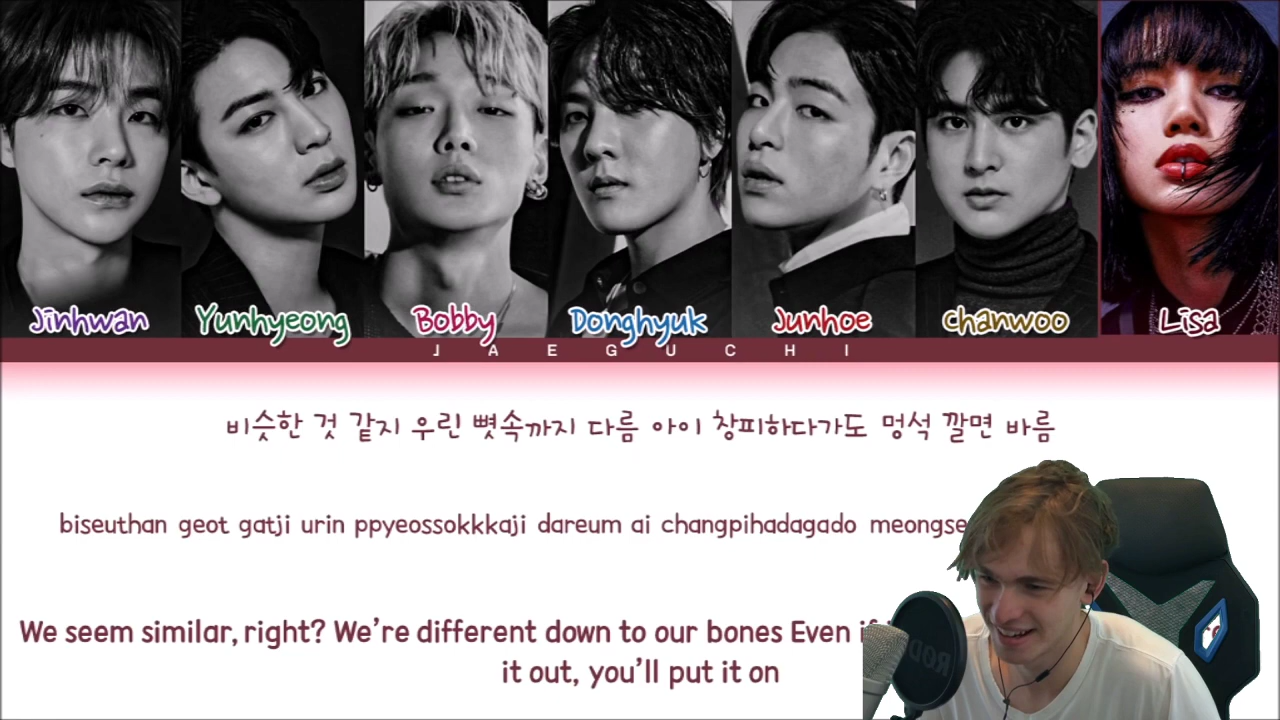 Jinhwan Yunhyeong Bobby Donghyuk Junhoe Chanwoo Lisa
J A E G U C H I
비슷한 것 같지 우린 뼛속까지 다름 아이 창피하다가도 멍석 깔면 바름
biseuthan geot gatji urin ppyeossokkkaji dareum ai changpihadagado
We seem similar, right? We're different down to our bones Even
it out, you'll put it on
RODE